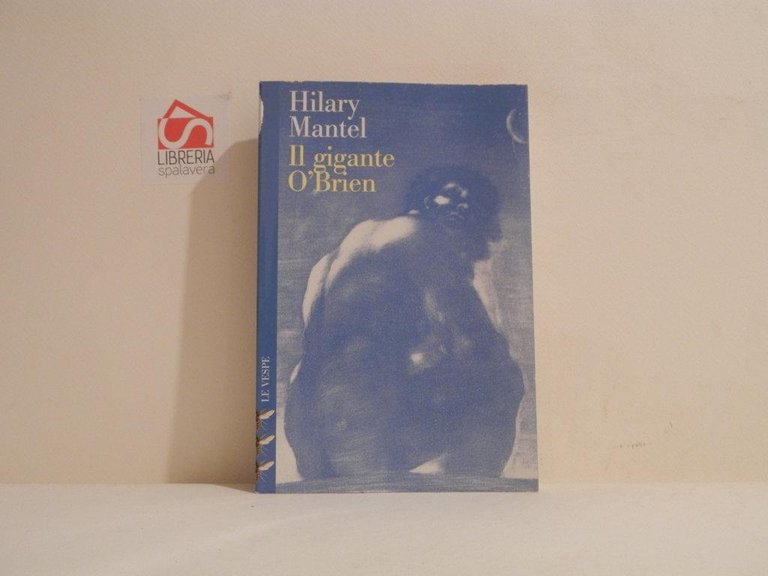 Hilary
Mantel
Il gigante
O'Brien
LE VESPE
LIBRERIA
spalavera